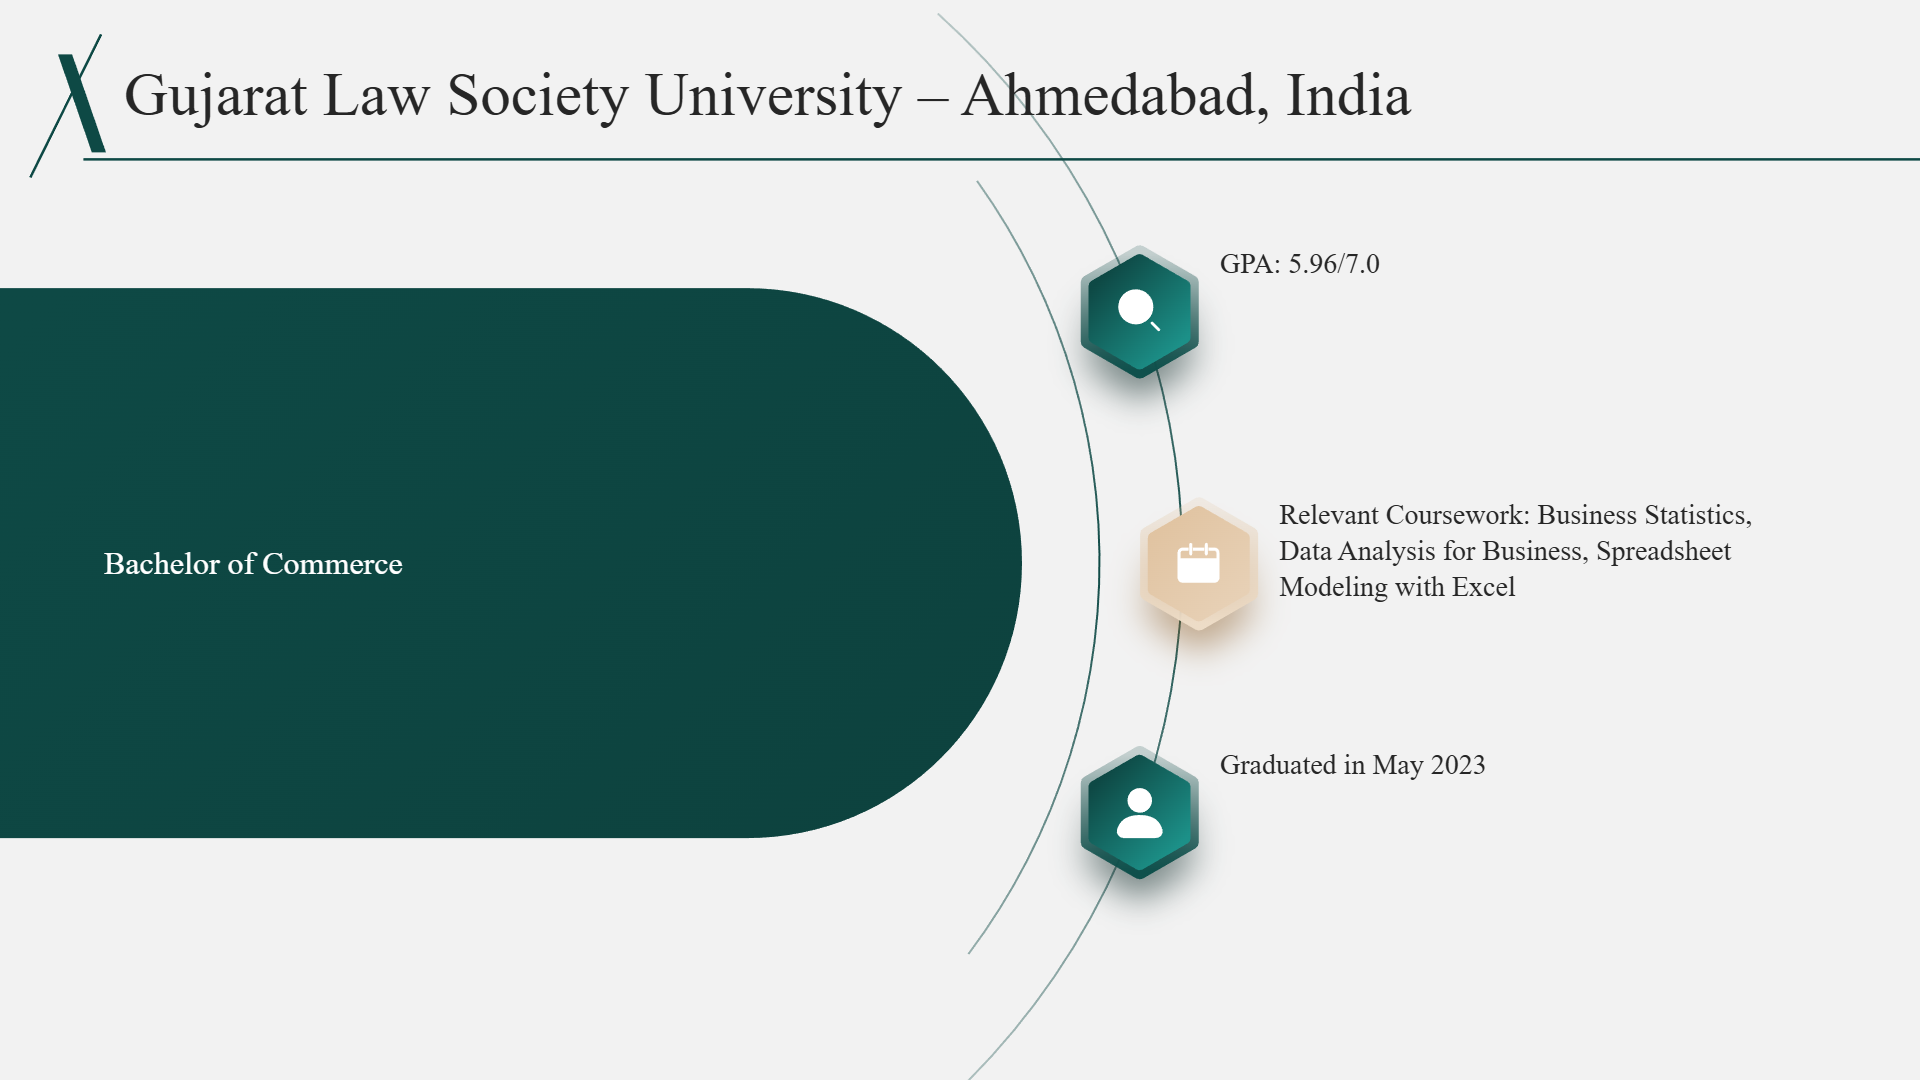 Gujarat Law Society University – Ahmedabad, India
Bachelor of Commerce
GPA: 5.96/7.0
Relevant Coursework: Business Statistics,
Data Analysis for Business, Spreadsheet
Modeling with Excel
Graduated in May 2023